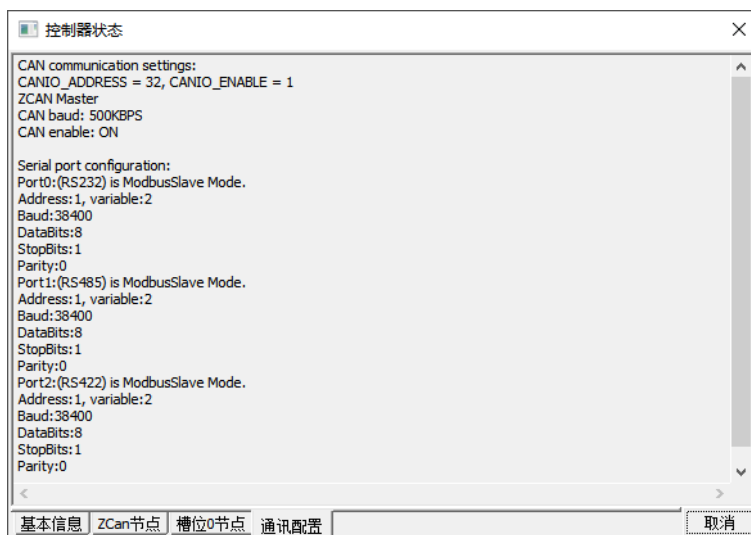 控制器状态
CAN communication settings:
CANIO_ADDRESS = 32, CANIO_ENABLE = 1
ZCAN Master
CAN baud: 500KBPS
CAN enable: ON
Serial port configuration:
Port0:(RS232) is ModbusSlave Mode.
Address:1, variable:2
Baud:38400
DataBits:8
StopBits:1
Parity:0
Port1:(RS485) is ModbusSlave Mode.
Address:1, variable:2
Baud:38400
DataBits:8
StopBits:1
Parity:0
Port2:(RS422) is ModbusSlave Mode.
Address:1, variable:2
Baud:38400
DataBits:8
StopBits:1
Parity:0
基本信息 ZCan节点 槽位0节点 通讯配置 取消